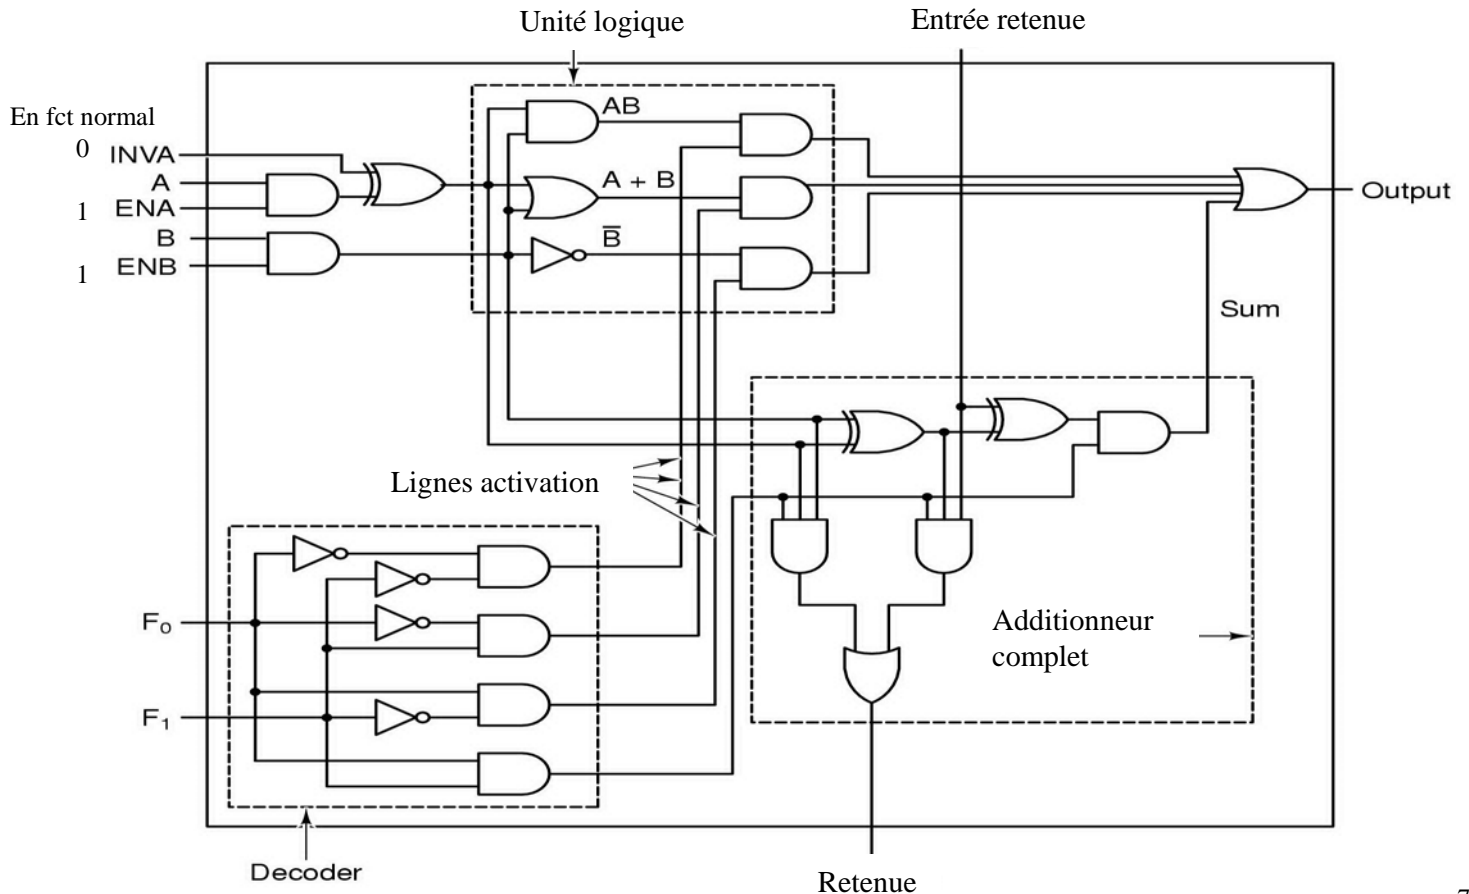 Unité logique
Entrée retenue
En fct normal
0
INVA
A
1
ENA
B
1
ENB
AB
A + B
B̅
Output
Sum
Lignes activation
F₀
F₁
Additionneur
complet
Decoder
Retenue